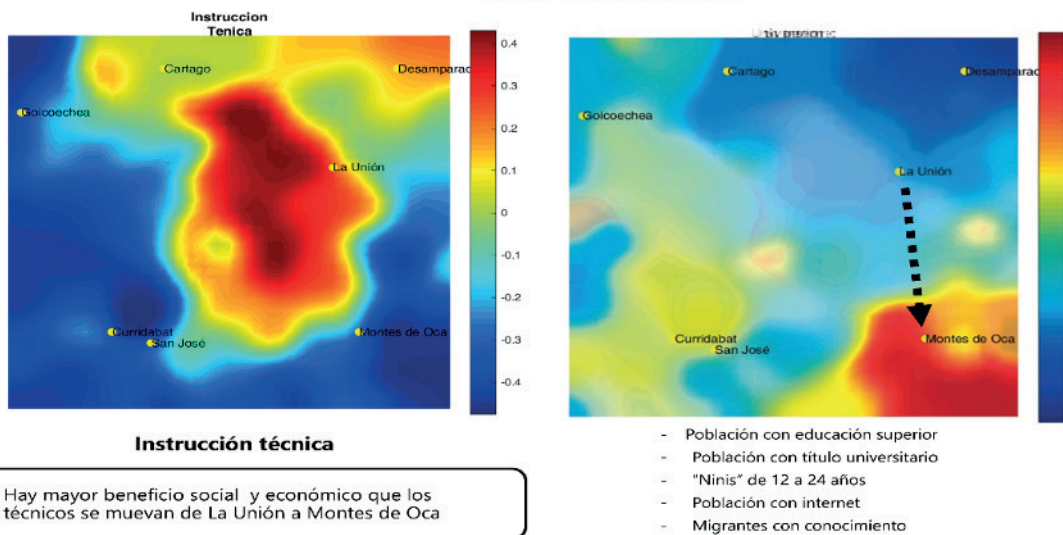 Instruccion
Tenica
Cartago
Desamparac
Goicoechea
La Unión
Curridabat
San José
Montes de Oca
0.4
0.3
0.2
0.1
0
-0.1
-0.2
-0.3
-0.4
Instrucción técnica
Hay mayor beneficio social y económico que los
técnicos se muevan de La Unión a Montes de Oca
Cartago
Desamparac
Goicoechea
La Unión
Curridabat
San José
Montes de Oca
- Población con educación superior
- Población con título universitario
- "Ninis" de 12 a 24 años
- Población con internet
- Migrantes con conocimiento